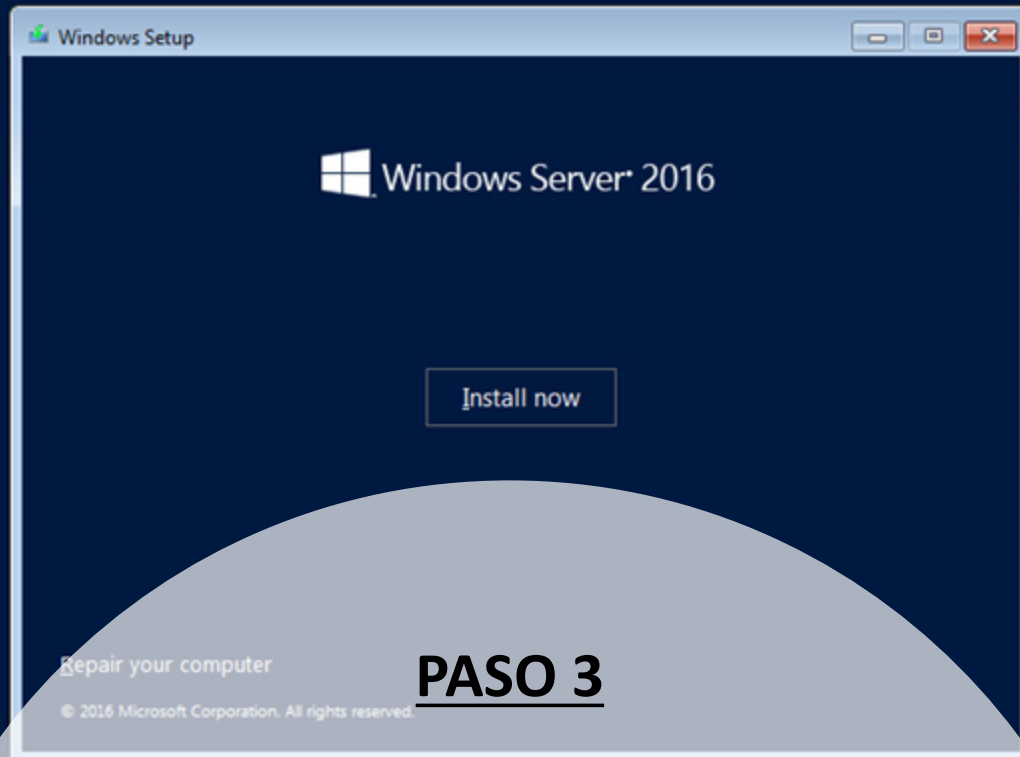 Windows Setup
Windows Server 2016
Install now
Repair your computer
PASO 3
© 2016 Microsoft Corporation. All rights reserved.